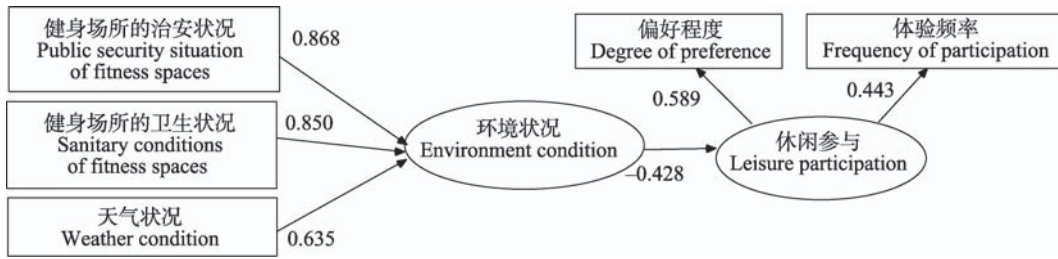 健身场所的治安状况
Public security situation
of fitness spaces
0.868
健身场所的卫生状况
Sanitary conditions
of fitness spaces
0.850
天气状况
Weather condition
0.635
环境状况
Environment condition
−0.428
偏好程度
Degree of preference
0.589
体验频率
Frequency of participation
0.443
休闲参与
Leisure participation